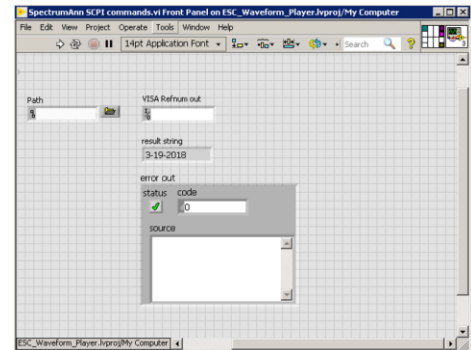 SpectrumAnn SCPI commands.vi Front Panel on ESC_Waveform_Player.lvproj/My Computer
File Edit View Project Operate Tools Window Help
14pt Application Font Search
Path
VISA Refnum out
result string
3-19-2018
error out
status code
0
source
ESC_Waveform_Player.lvproj/My Computer